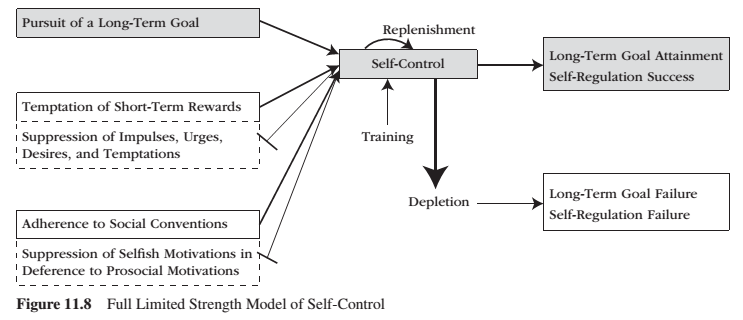 Pursuit of a Long-Term Goal
Replenishment
Self-Control
Long-Term Goal Attainment
Self-Regulation Success
Temptation of Short-Term Rewards
Suppression of Impulses, Urges,
Desires, and Temptations
Training
Adherence to Social Conventions
Suppression of Selfish Motivations in
Deference to Prosocial Motivations
Depletion
Long-Term Goal Failure
Self-Regulation Failure
Figure 11.8 Full Limited Strength Model of Self-Control